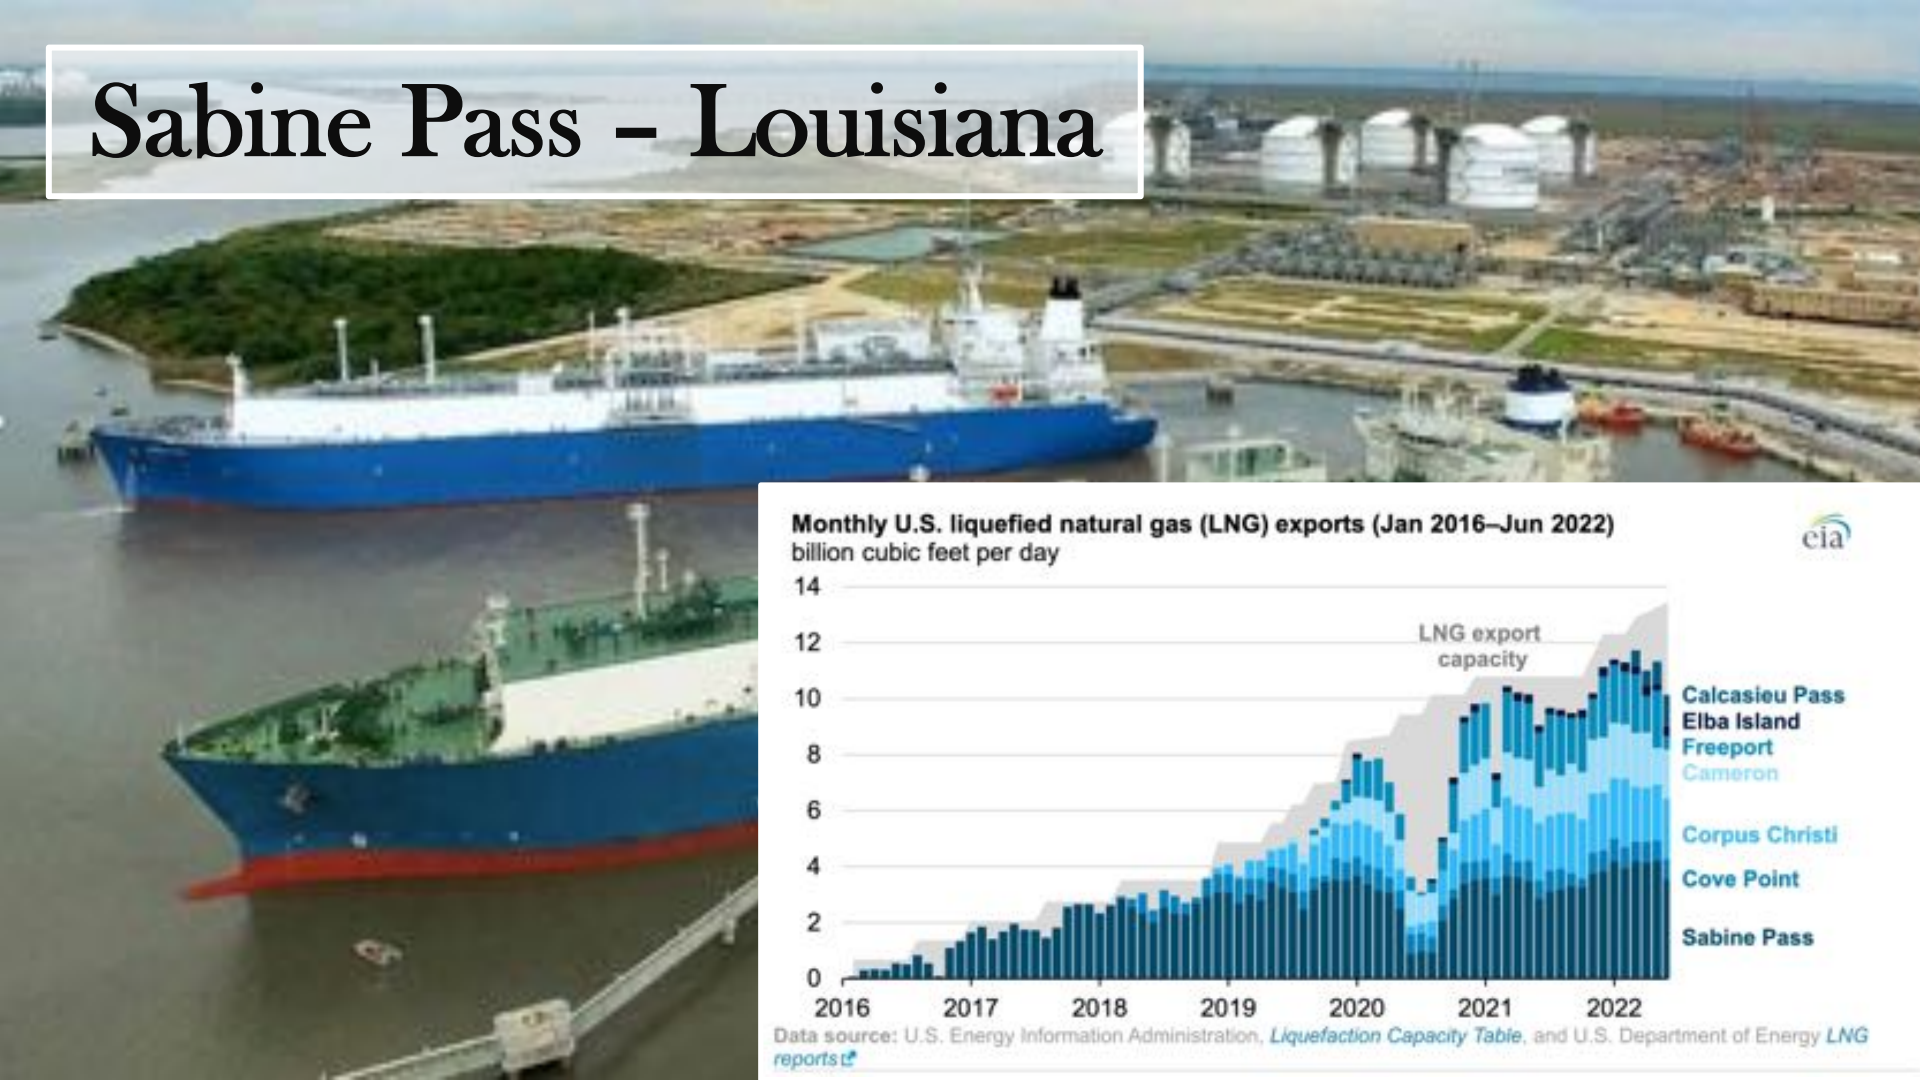 Sabine Pass – Louisiana
Monthly U.S. liquefied natural gas (LNG) exports (Jan 2016–Jun 2022)
billion cubic feet per day
eia
14
12
10
8
6
4
2
0
LNG export
capacity
Calcasieu Pass
Elba Island
Freeport
Cameron
Corpus Christi
Cove Point
Sabine Pass
2016 2017 2018 2019 2020 2021 2022
Data source: U.S. Energy Information Administration, Liquefaction Capacity Table, and U.S. Department of Energy LNG
reports